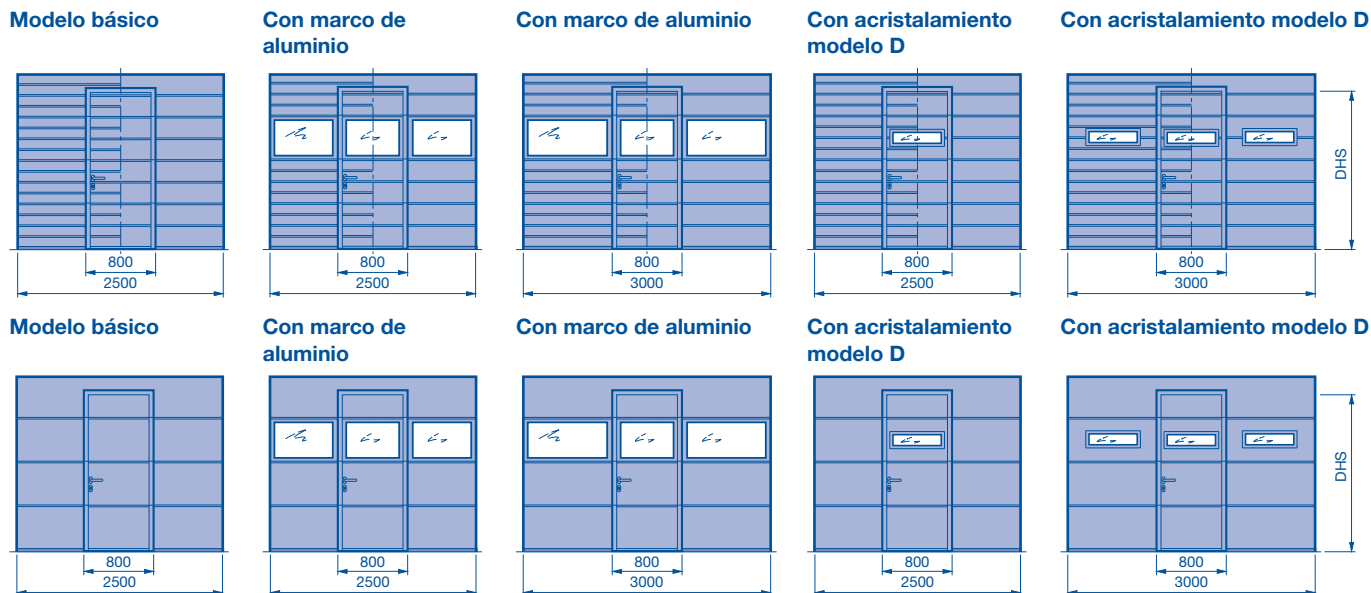 Modelo básico
Con marco de
aluminio
Con marco de aluminio
Con acristalamiento
modelo D
Con acristalamiento modelo D
DHS
800
2500
800
2500
800
3000
800
2500
800
3000
Modelo básico
Con marco de
aluminio
Con marco de aluminio
Con acristalamiento
modelo D
Con acristalamiento modelo D
DHS
800
2500
800
2500
800
3000
800
2500
800
3000